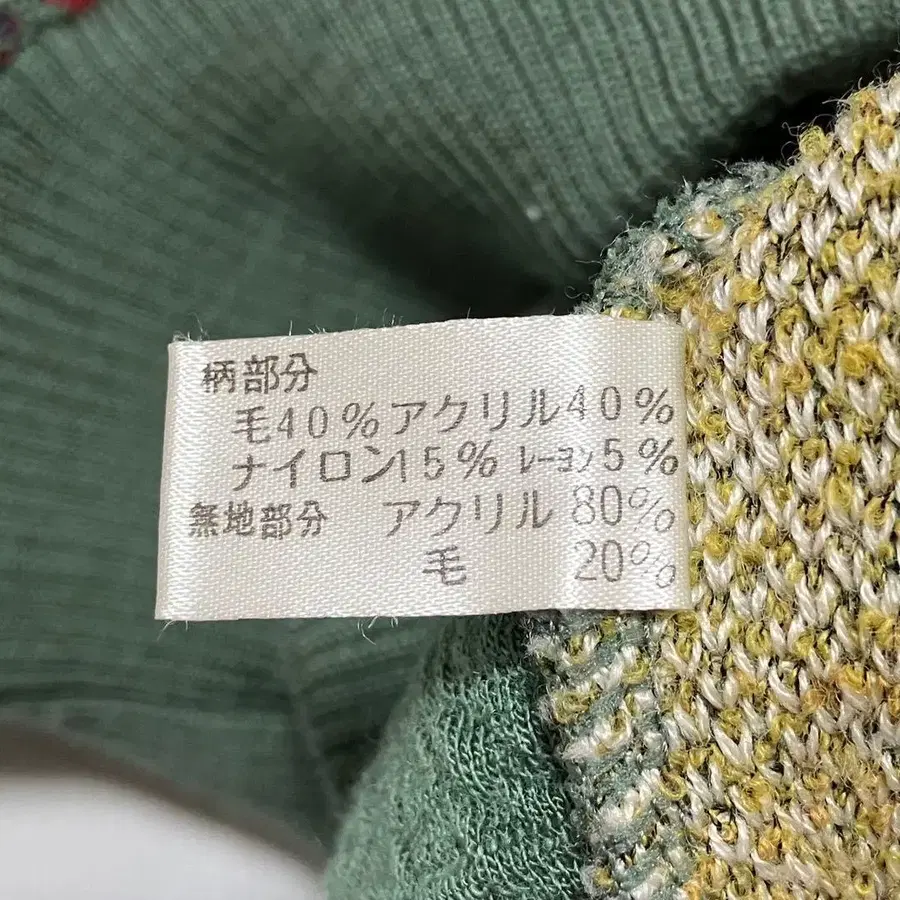 柄部分
毛40%アクリル40%
ナイロン15%レーヨン5%
無地部分 アクリル 80%
毛 20%